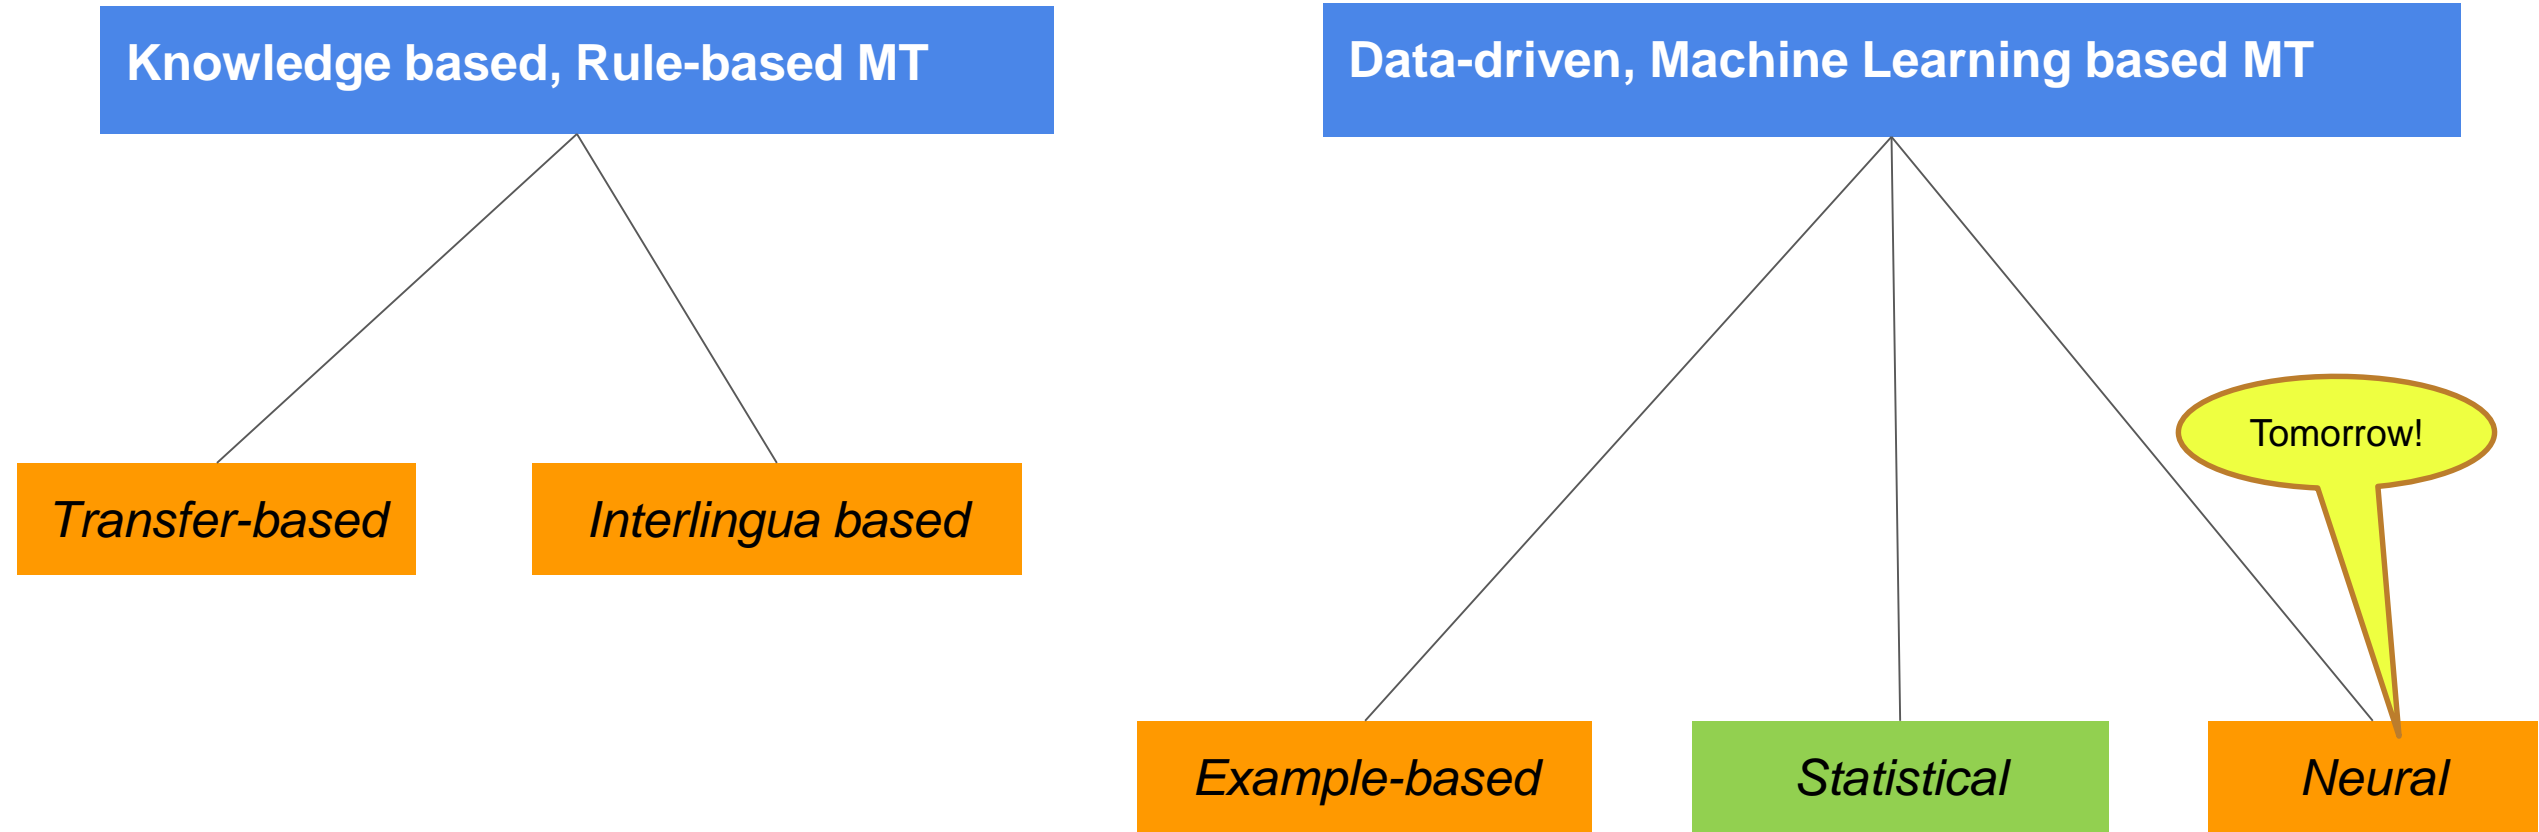 Knowledge based, Rule-based MT
Data-driven, Machine Learning based MT
Tomorrow!
Transfer-based
Interlingua based
Example-based
Statistical
Neural